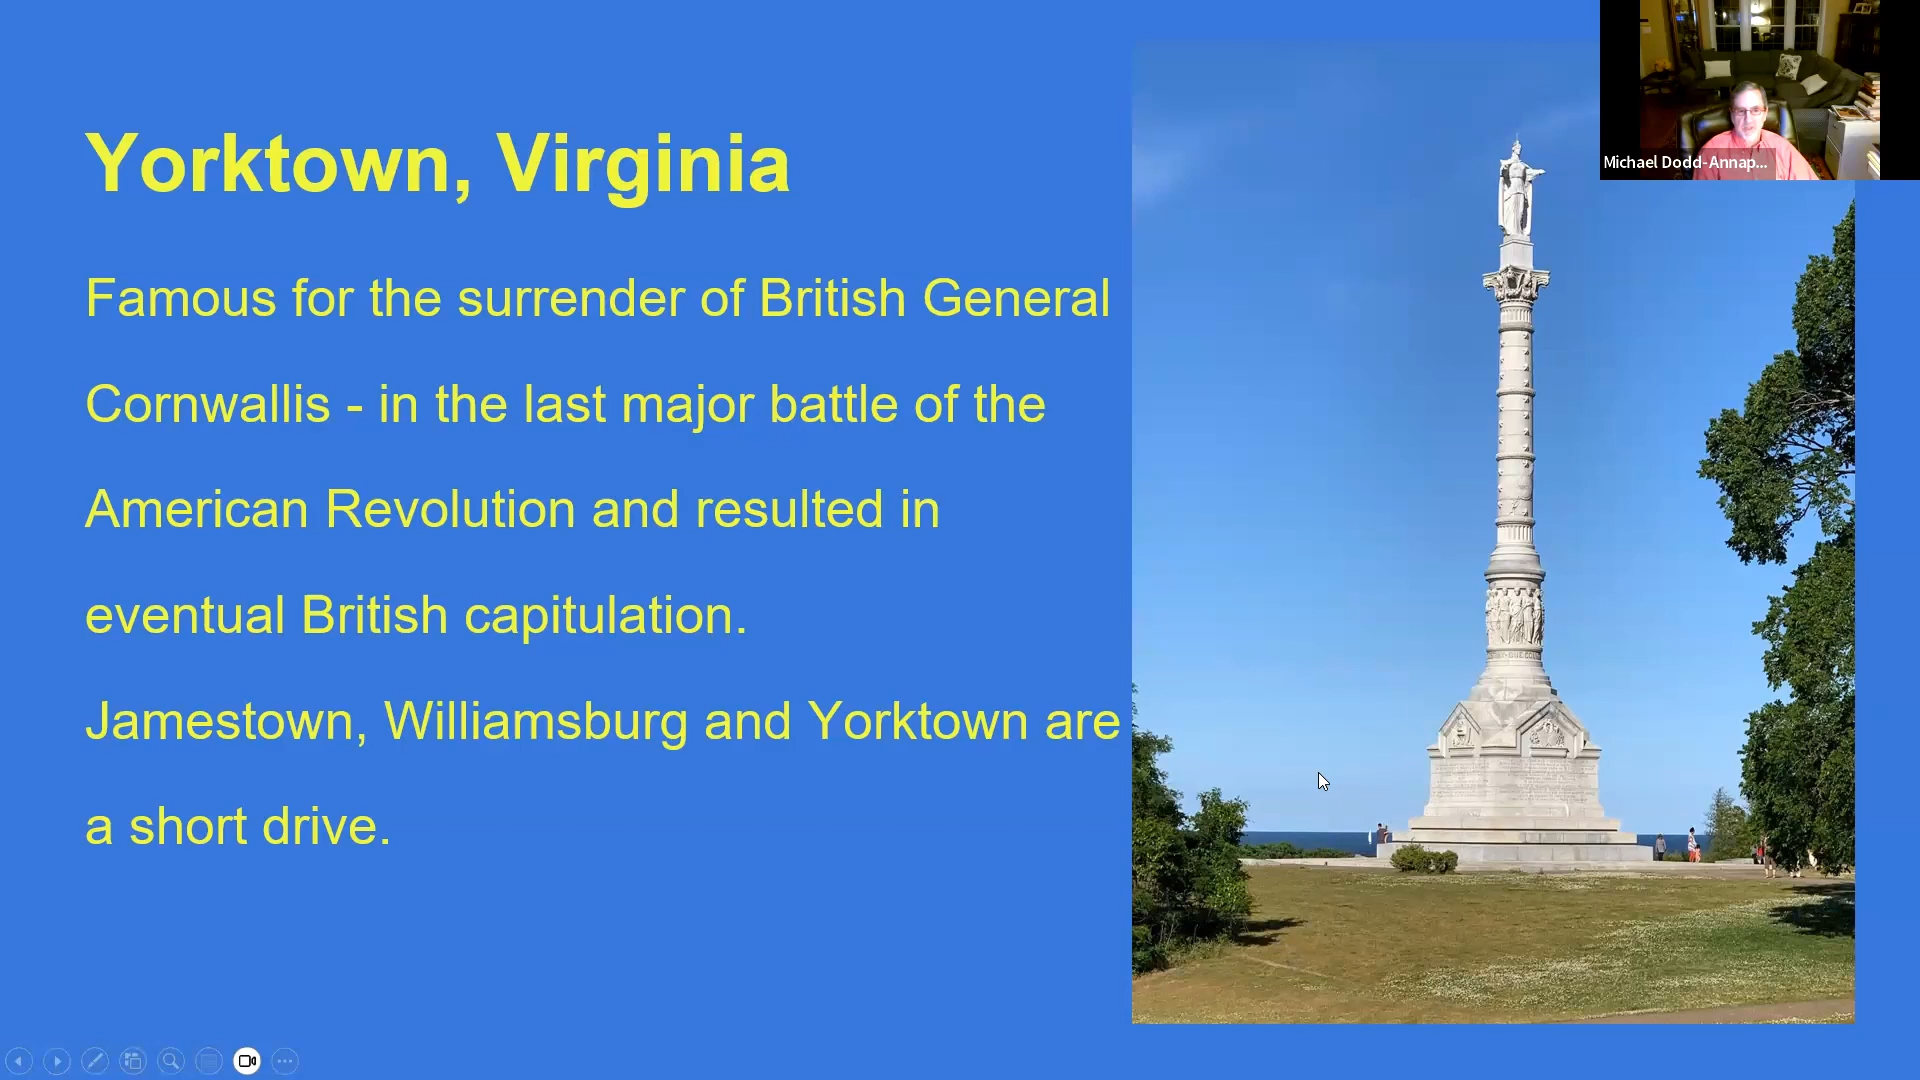 Yorktown, Virginia
Famous for the surrender of British General
Cornwallis - in the last major battle of the
American Revolution and resulted in
eventual British capitulation.
Jamestown, Williamsburg and Yorktown are
a short drive.
Michael Dodd-Annap...